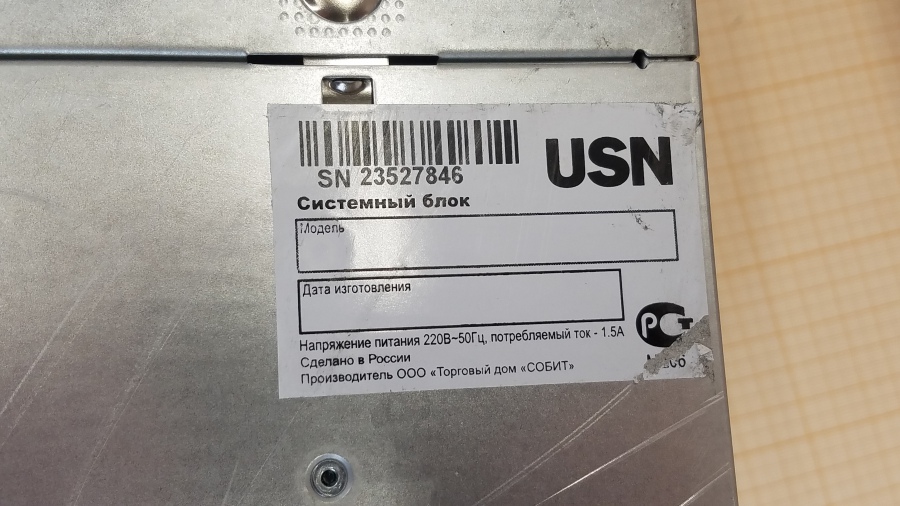 SN 23527846
USN
Системный блок
Модель
Дата изготовления
Напряжение питания 220В~50Гц, потребляемый ток - 1.5А
Сделано в России
Производитель ООО «Торговый дом «СОБИТ»
РСТ